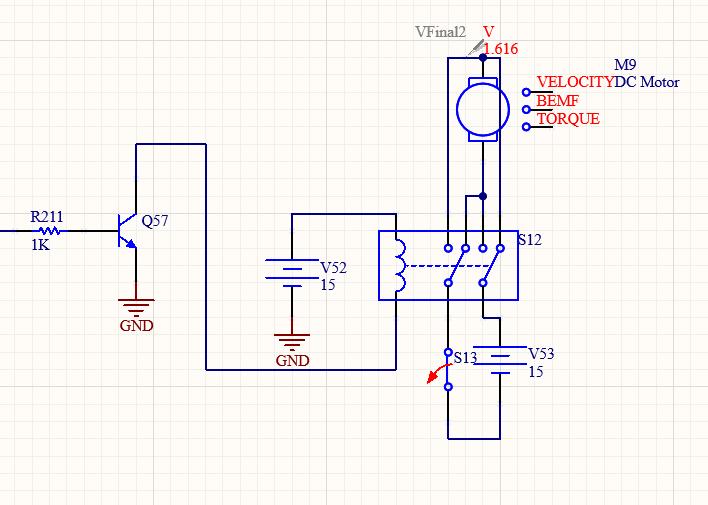 VFinal2 V
1.616
M9
VELOCITY DC Motor
BEMF
TORQUE
R211
1K
Q57
GND
V52
15
GND
S12
S13
V53
15